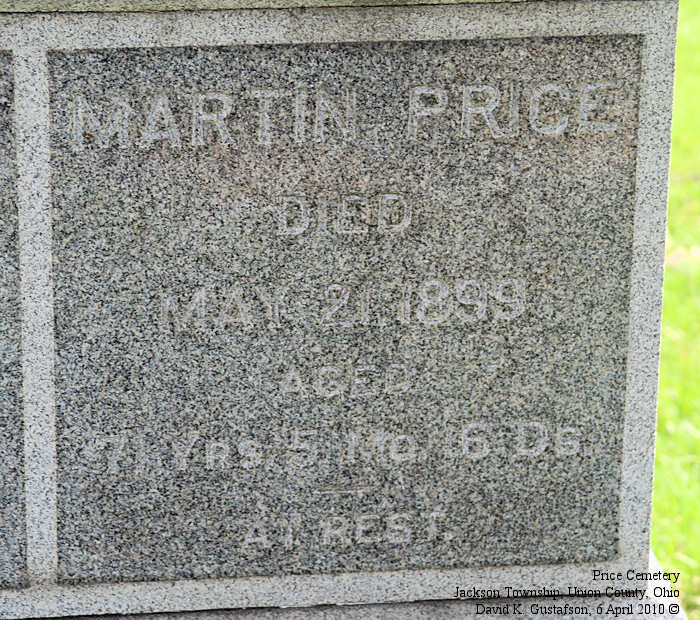 MARTIN PRICE
DIED
MAY 21, 1899
AGED
71 YRS 5 MO. 6 DS.
AT REST.
Price Cemetery
Jackson Township, Union County, Ohio
David K. Gustafson, 6 April 2010 ©